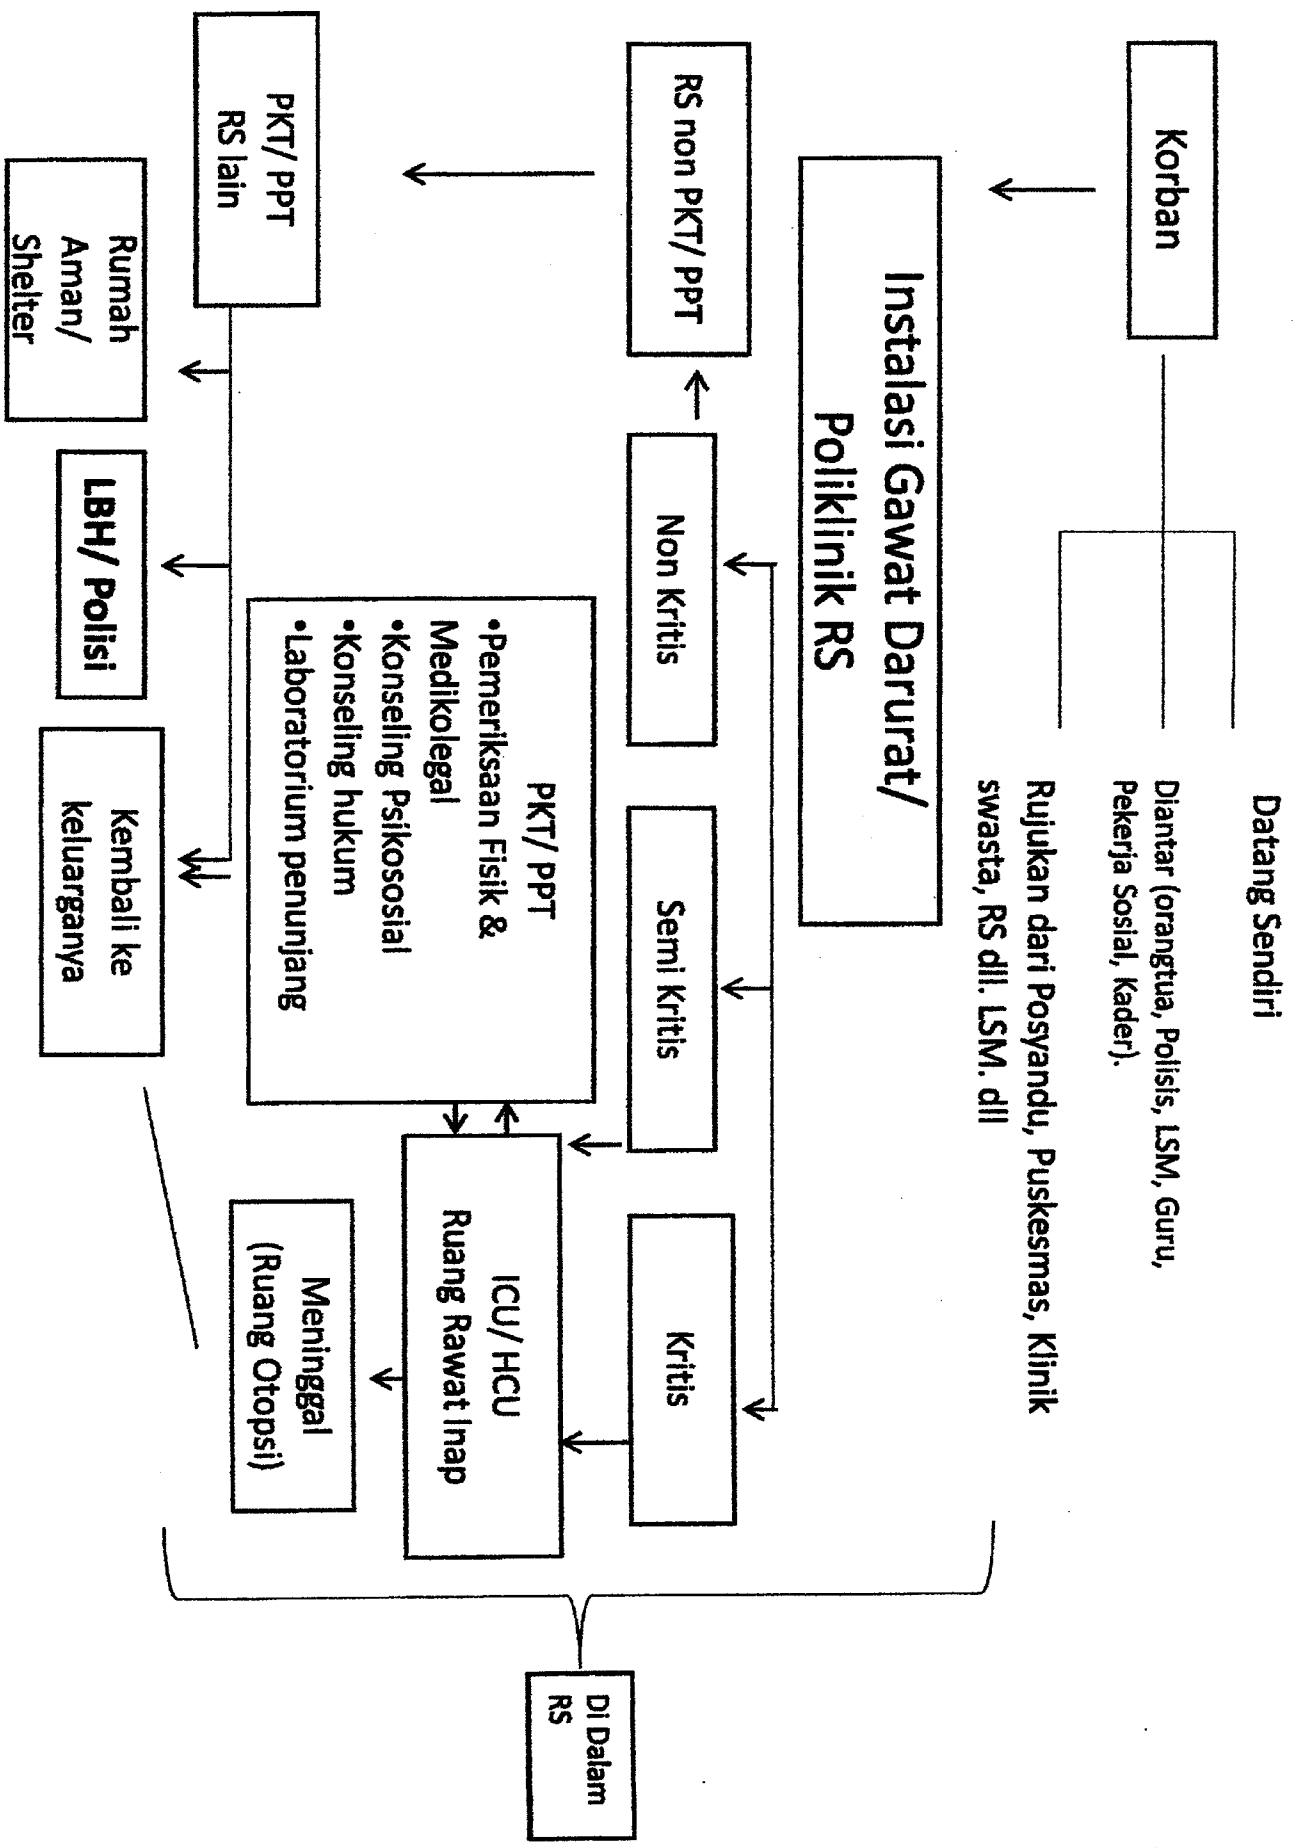 Korban
Datang Sendiri
Diantar (orangtua, Polisis, LSM, Guru,
Pekerja Sosial, Kader).
Rujukan dari Posyandu, Puskesmas, Klinik
swasta, RS dll. LSM. dll
Instalasi Gawat Darurat/
Poliklinik RS
RS non PKT/ PPT
Non Kritis
Semi Kritis
Kritis
PKT/ PPT
•Pemeriksaan Fisik &
Medikolegal
•Konseling Psikososial
•Konseling hukum
•Laboratorium penunjang
ICU/ HCU
Ruang Rawat Inap
Di Dalam
RS
PKT/ PPT
RS lain
Meninggal
(Ruang Otopsi)
Rumah
Aman/
Shelter
LBH/ Polisi
Kembali ke
keluarganya